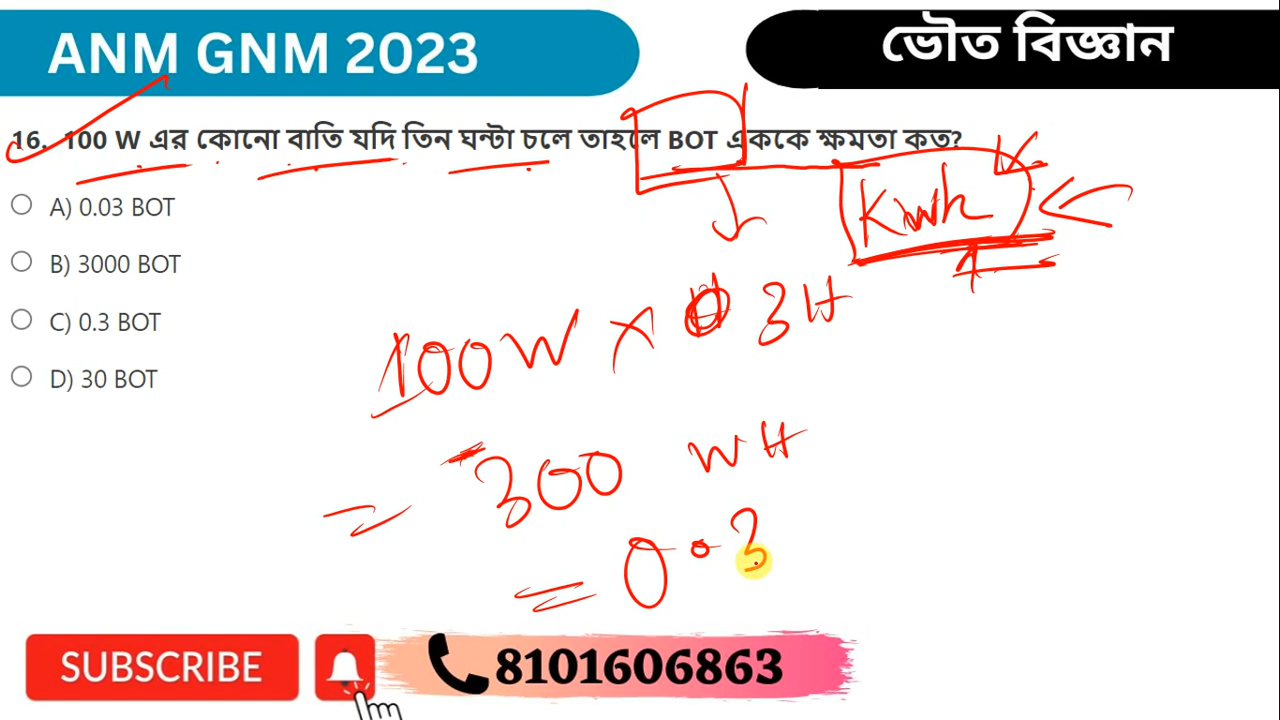 ANM GNM 2023
ভৌত বিজ্ঞান
16. 100 W এর কোনো বাতি যদি তিন ঘন্টা চলে তাহলে BOT এককে ক্ষমতা কত?
A) 0.03 BOT
B) 3000 BOT
C) 0.3 BOT
D) 30 BOT
Kwh
100W × 3H
= 300 WH
= 0.3
SUBSCRIBE
8101606863